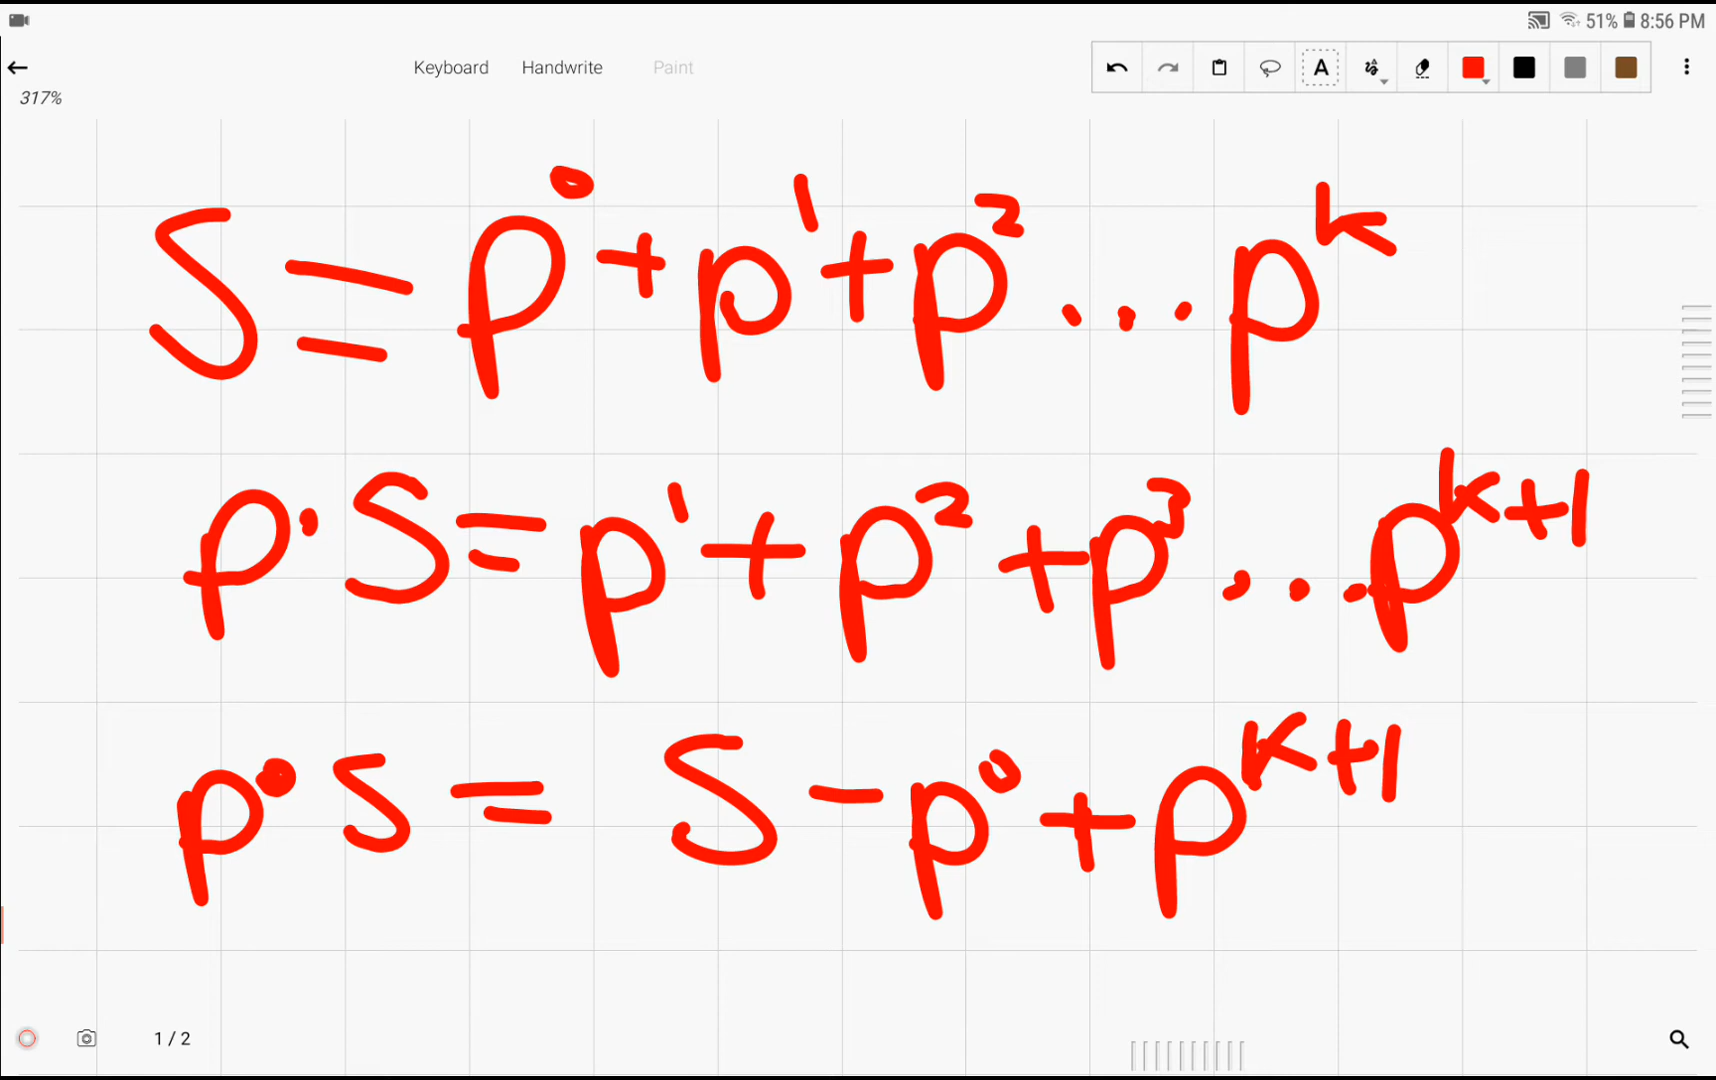 51% 8:56 PM
Keyboard Handwrite Paint A
317%
S = p⁰ + p¹ + p² ... pᵏ
p · S = p¹ + p² + p³ ... pᵏ⁺¹
p · S = S - p⁰ + pᵏ⁺¹
1 / 2